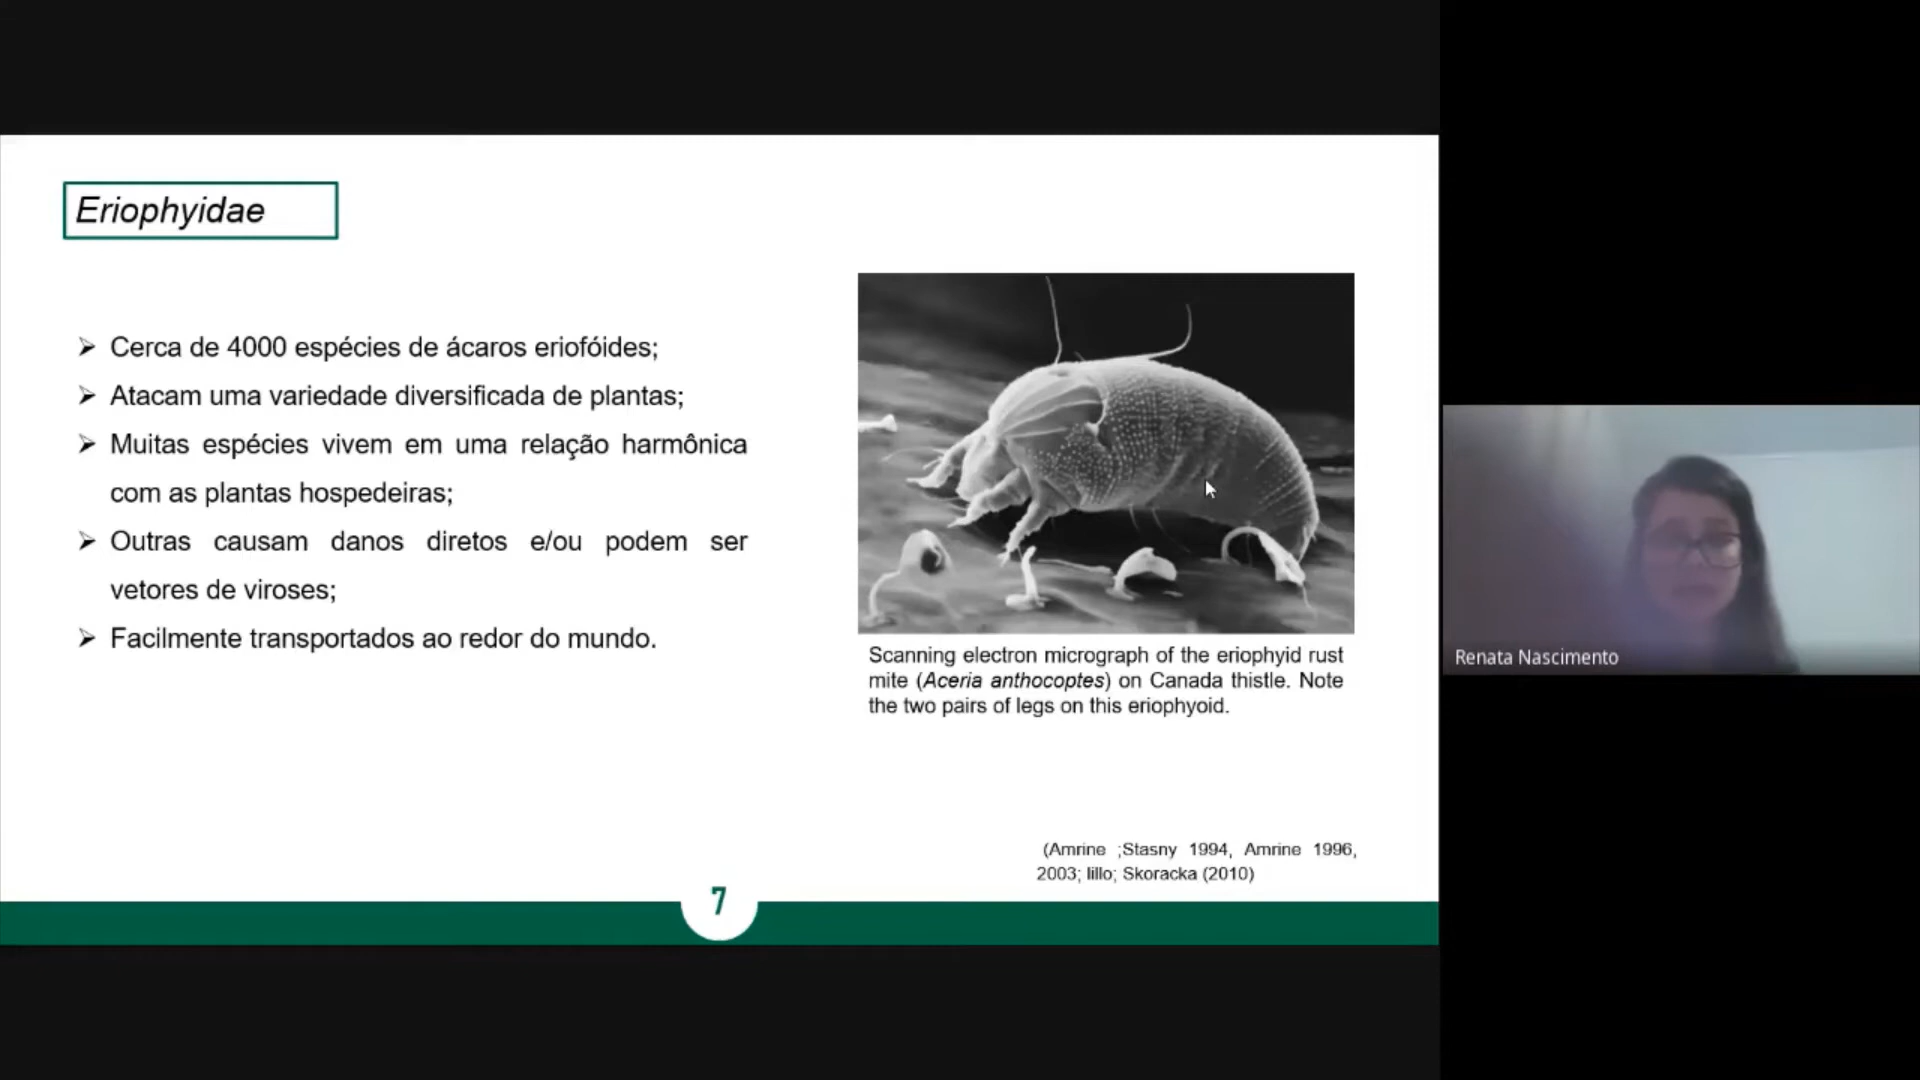 Eriophyidae
➢ Cerca de 4000 espécies de ácaros eriofóides;
➢ Atacam uma variedade diversificada de plantas;
➢ Muitas espécies vivem em uma relação harmônica
com as plantas hospedeiras;
➢ Outras causam danos diretos e/ou podem ser
vetores de viroses;
➢ Facilmente transportados ao redor do mundo.
Scanning electron micrograph of the eriophyid rust
mite (Aceria anthocoptes) on Canada thistle. Note
the two pairs of legs on this eriophyoid.
(Amrine ;Stasny 1994, Amrine 1996,
2003; lillo; Skoracka (2010)
7
Renata Nascimento